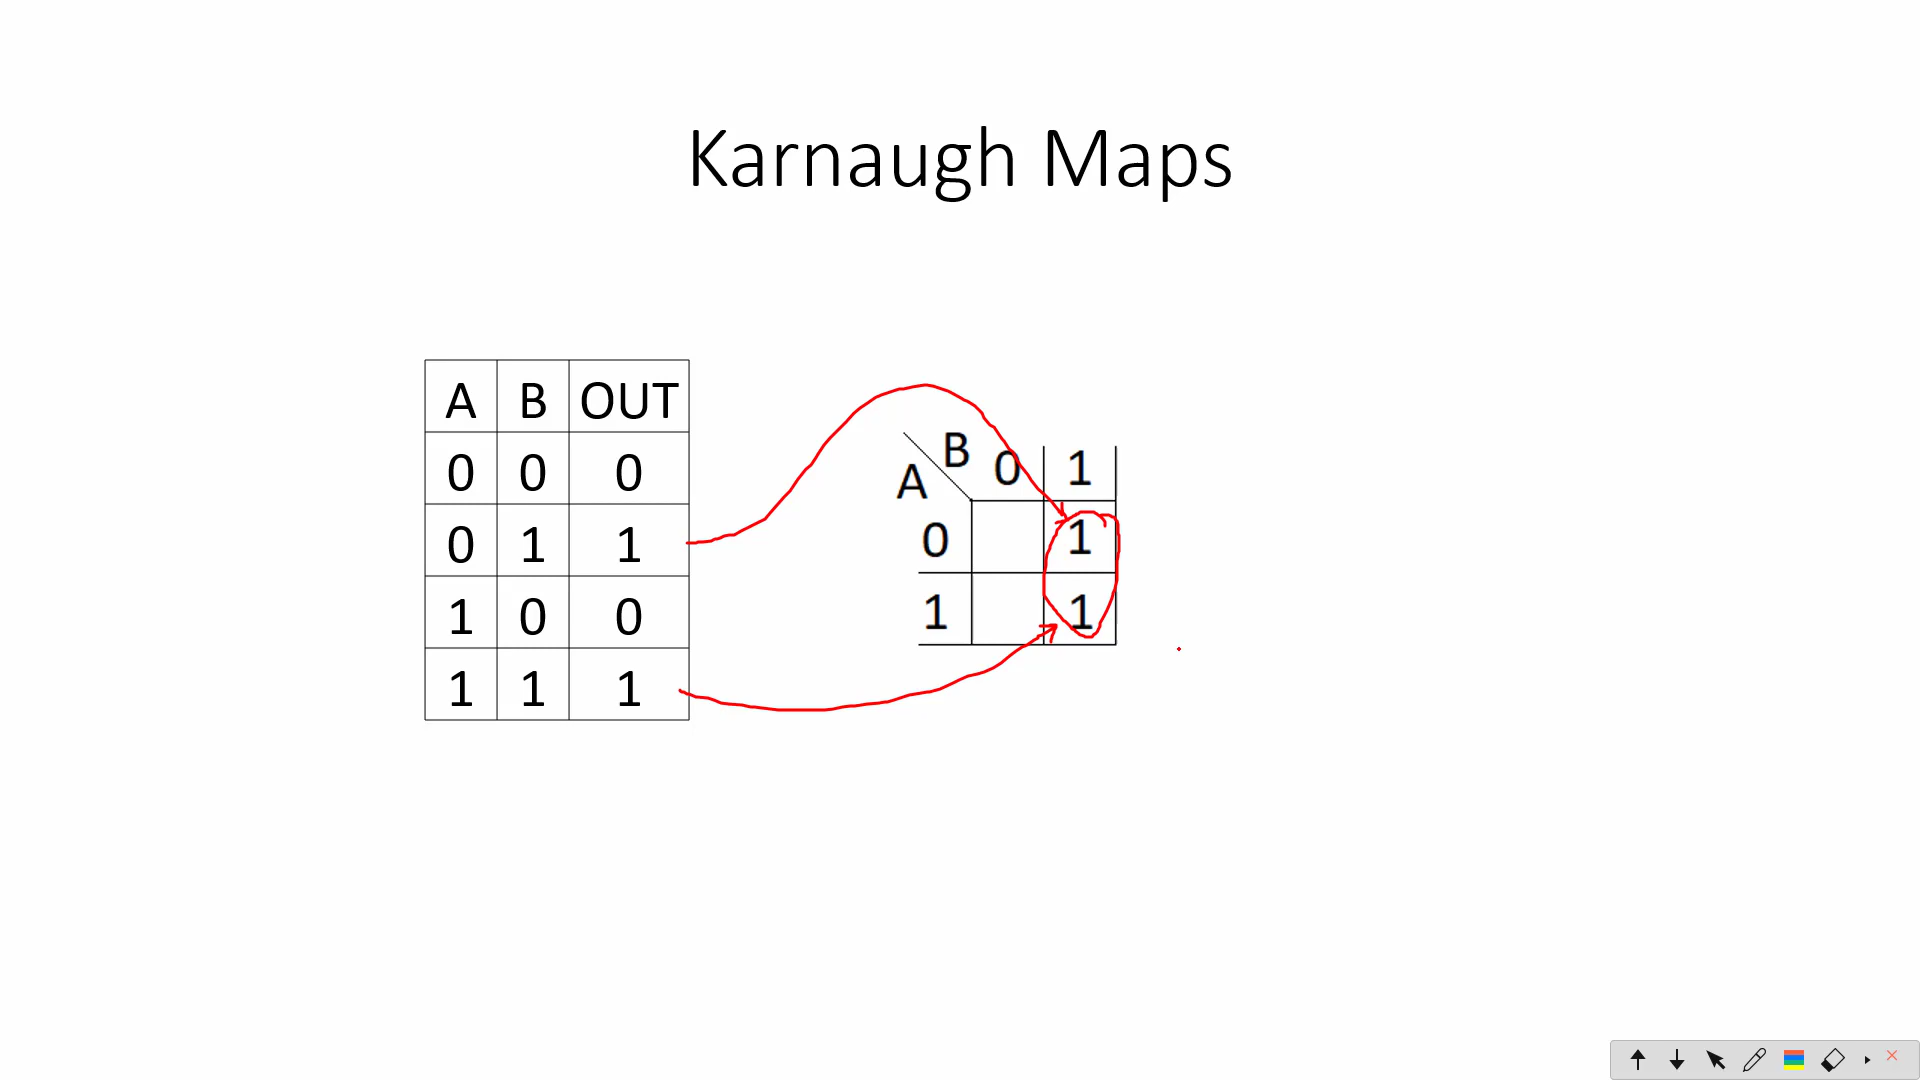 Karnaugh Maps
A B OUT
0 0 0
0 1 1
1 0 0
1 1 1
B 0 1
A
0 1
1 1